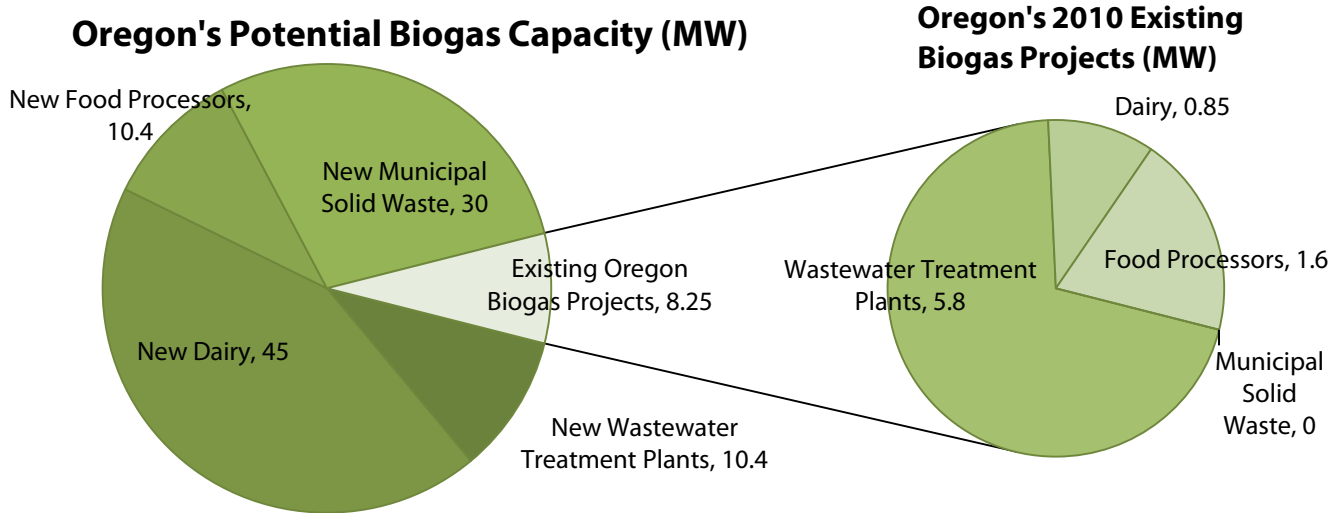 Oregon's Potential Biogas Capacity (MW)
New Food Processors,
10.4
New Municipal
Solid Waste, 30
Existing Oregon
Biogas Projects, 8.25
New Dairy, 45
New Wastewater
Treatment Plants, 10.4
Oregon's 2010 Existing
Biogas Projects (MW)
Dairy, 0.85
Wastewater Treatment
Plants, 5.8
Food Processors, 1.6
Municipal
Solid
Waste, 0